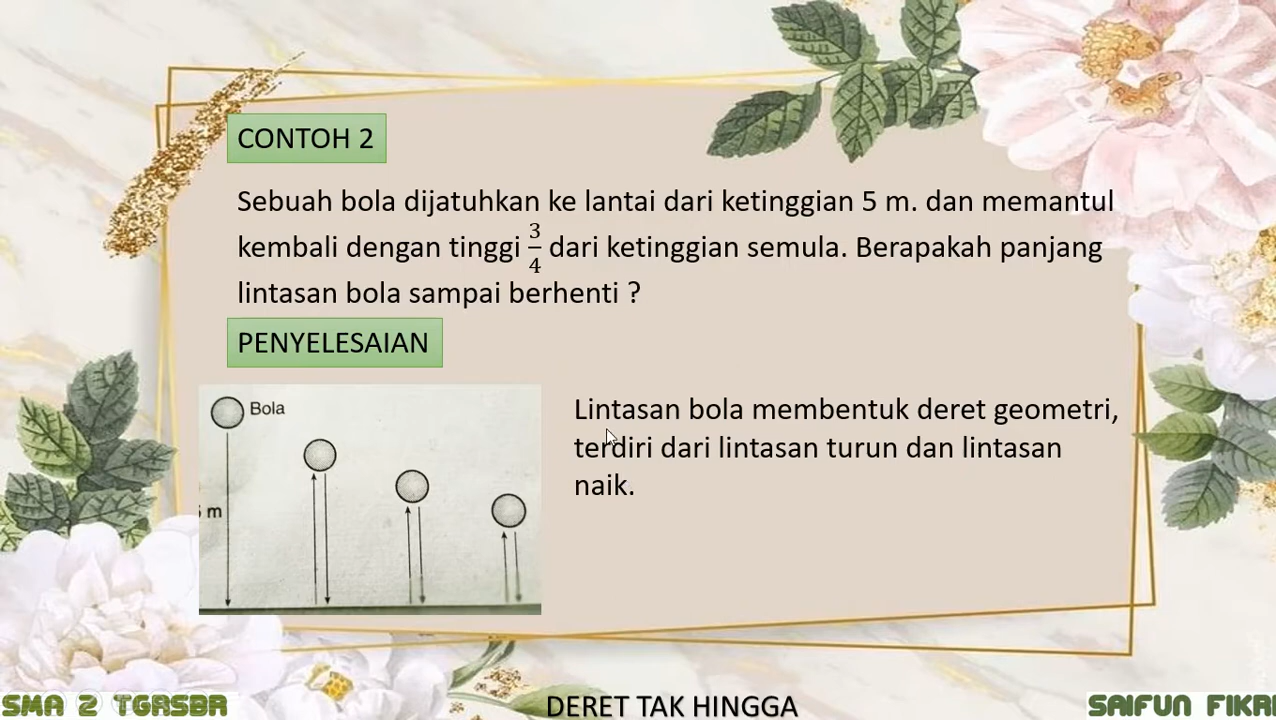 CONTOH 2
Sebuah bola dijatuhkan ke lantai dari ketinggian 5 m. dan memantul
kembali dengan tinggi 3/4 dari ketinggian semula. Berapakah panjang
lintasan bola sampai berhenti ?
PENYELESAIAN
Bola
m
Lintasan bola membentuk deret geometri,
terdiri dari lintasan turun dan lintasan
naik.
SMA 2 TGRSBR
DERET TAK HINGGA
SAIFUN FIKRI